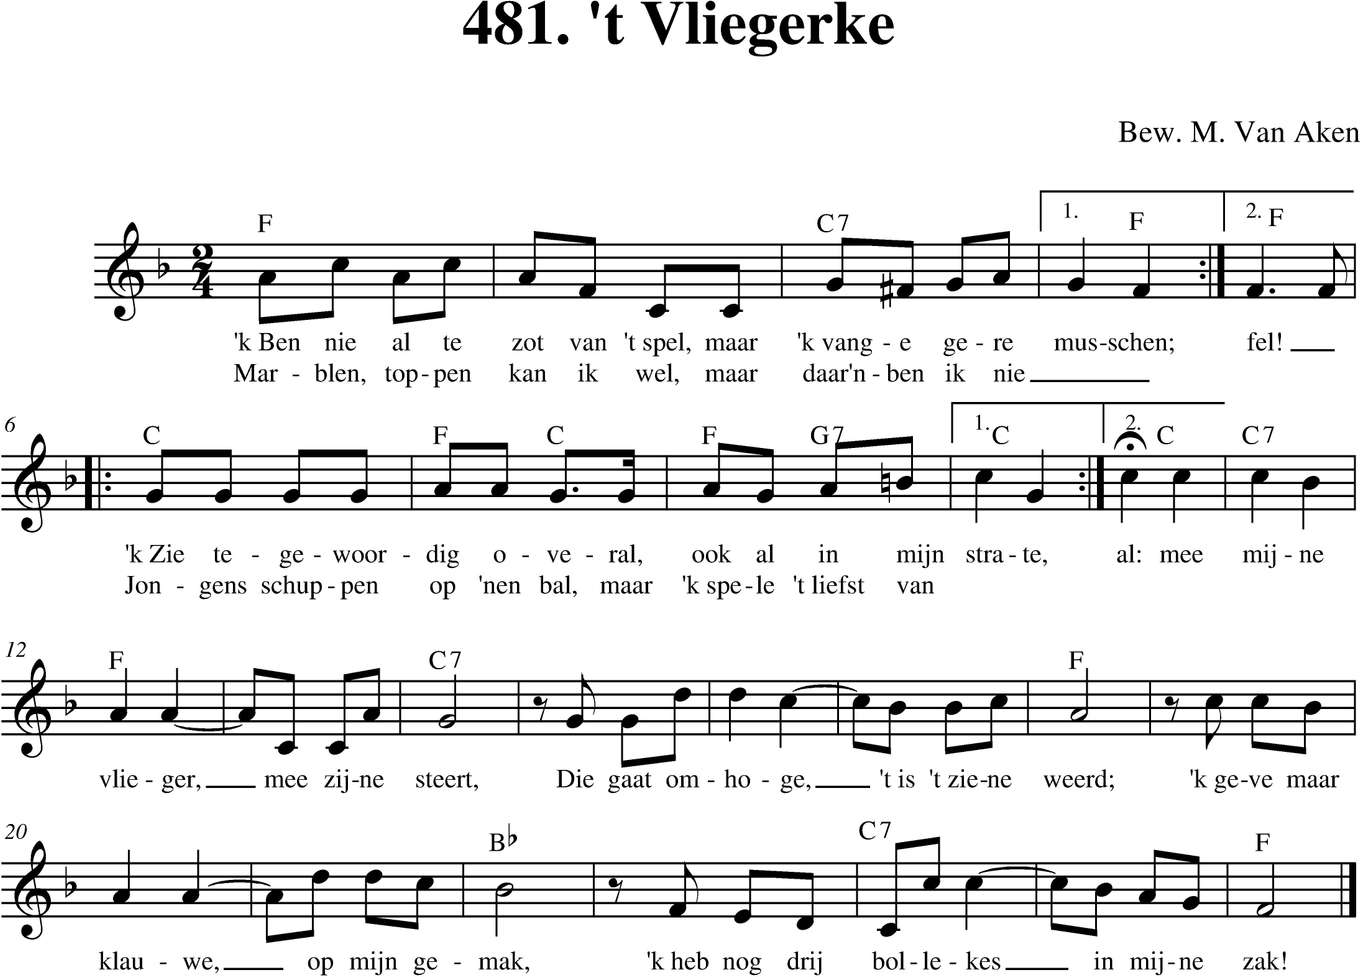 481. 't Vliegerke
Bew. M. Van Aken
1. 2.
F C7 F F
'k Ben nie al te zot van 't spel, maar 'k vang - e ge - re mus-schen; fel!
Mar - blen, top-pen kan ik wel, maar daar'n - ben ik nie
6
1. 2.
C F C F G7 C C C7
'k Zie te - ge - woor - dig o - ve - ral, ook al in mijn stra - te, al: mee mij - ne
Jon - gens schup - pen op 'nen bal, maar 'k spe-le 't liefst van
12
F C7 F
vlie - ger, mee zij-ne steert, Die gaat om - ho - ge, 't is 't zie-ne weerd; 'k ge-ve maar
20
B♭ C7 F
klau - we, op mijn ge - mak, 'k heb nog drij bol-le-kes in mij-ne zak!